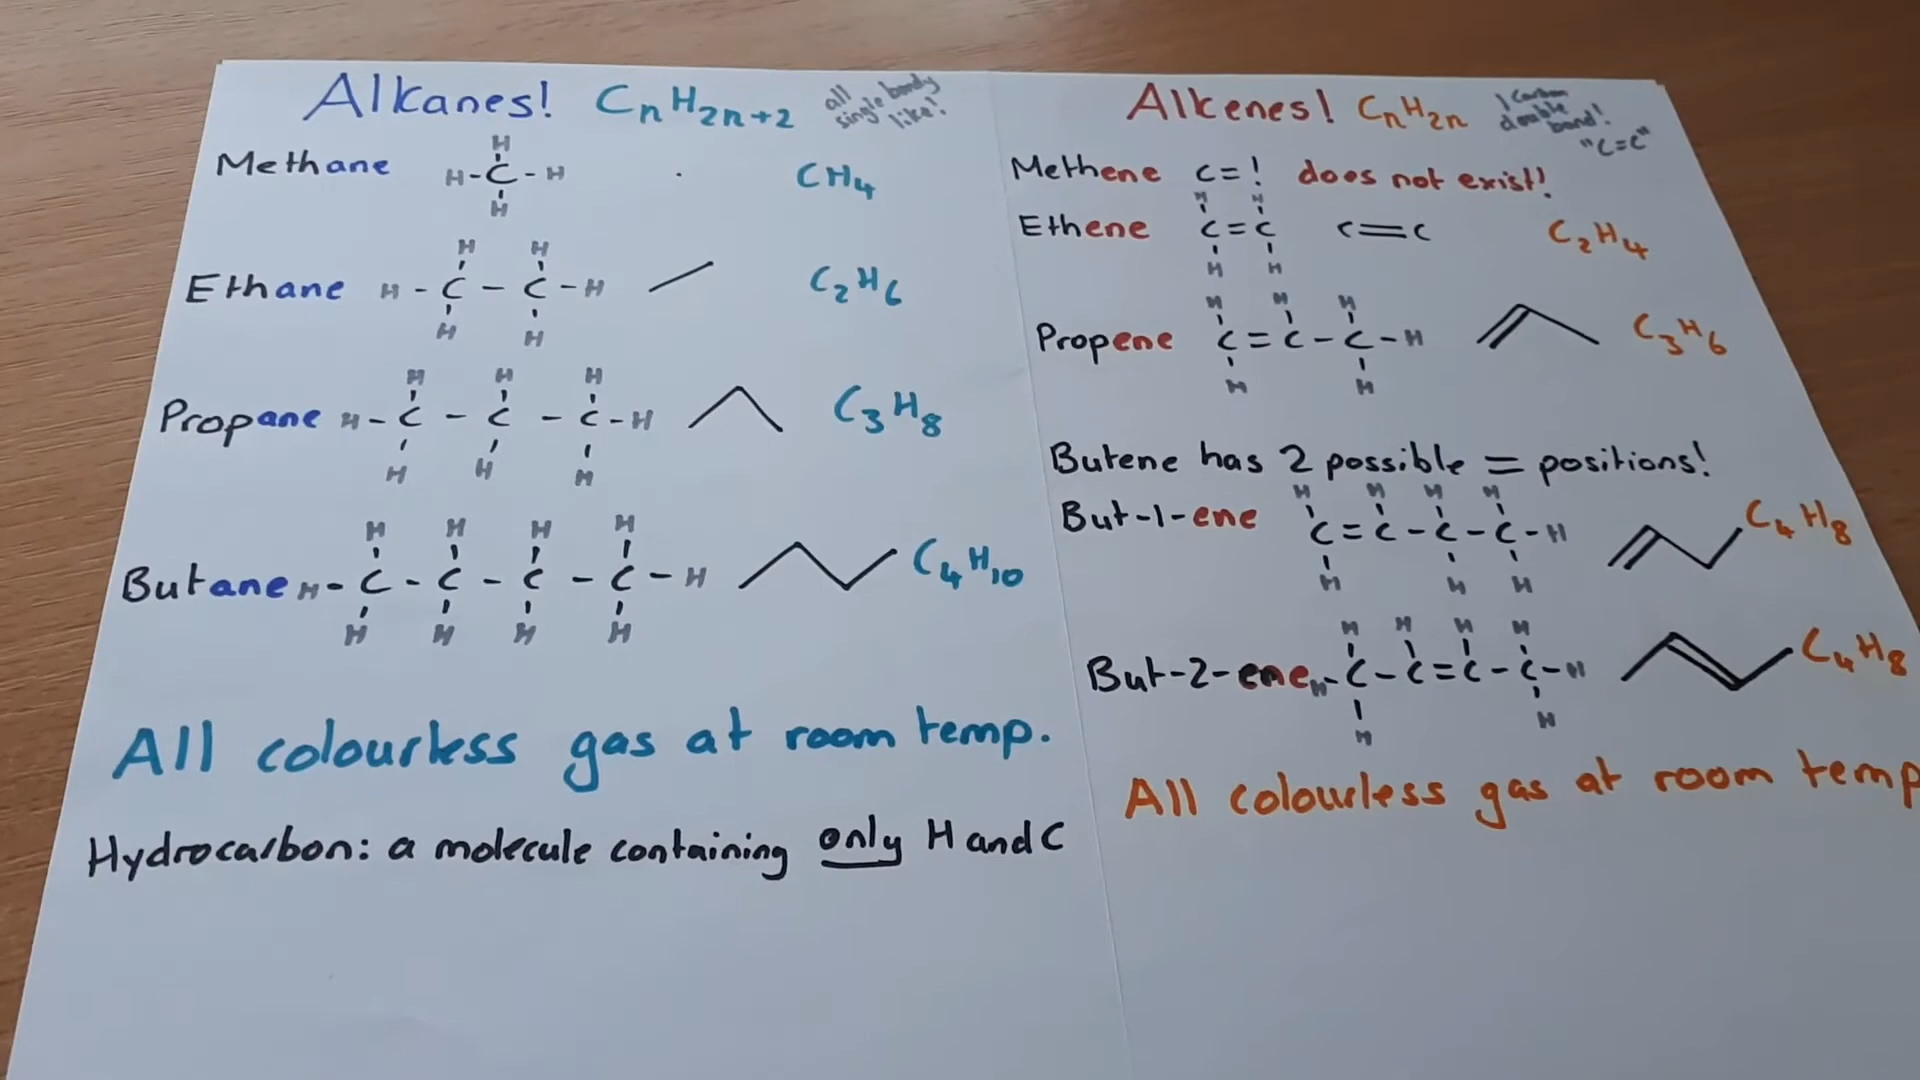 Alkanes! CnH2n+2 all single bonds like!
Methane CH4
H
H-C-H
H
Ethane C2H6
H H
H-C-C-H
H H
Propane C3H8
H H H
H-C-C-C-H
H H H
Butane C4H10
H H H H
H-C-C-C-C-H
H H H H
All colourless gas at room temp.
Hydrocarbon: a molecule containing only H and C
Alkenes! CnH2n 1 carbon double bond! "C=C"
Methene C=! does not exist!
Ethene C=C C2H4
H H
C=C
H H
Propene C3H6
H H H
C=C-C-H
H H
Butene has 2 possible = positions!
But-1-ene C4H8
H H H H
C=C-C-C-H
H H H
But-2-ene C4H8
H H H H
H-C-C=C-C-H
H H
All colourless gas at room temp